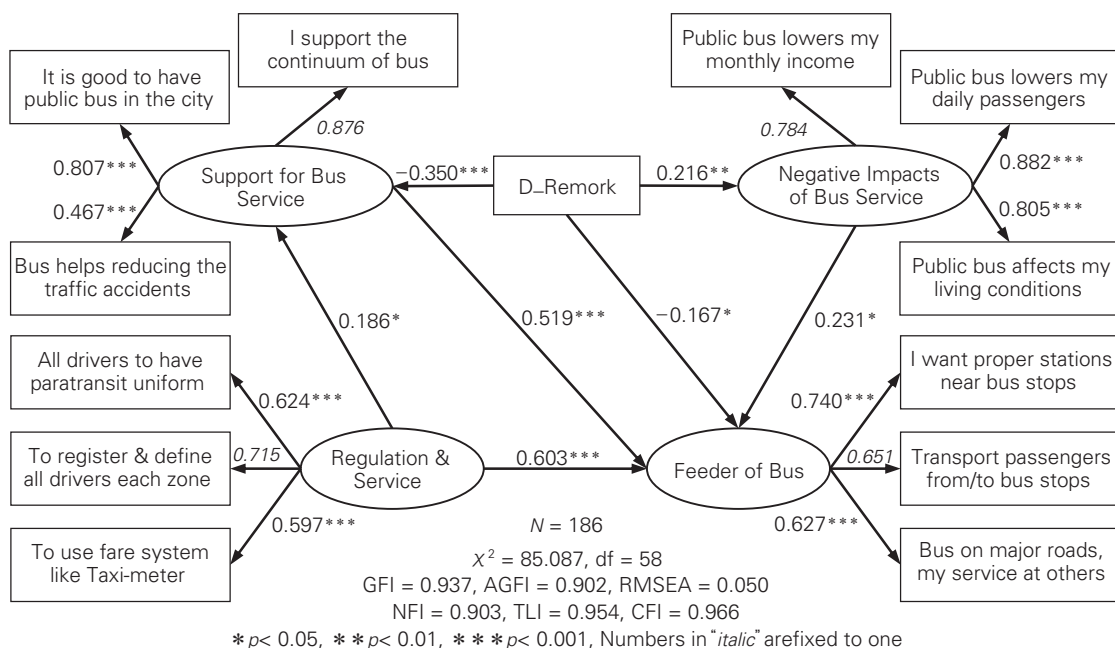 I support the
continuum of bus
Public bus lowers my
monthly income
It is good to have
public bus in the city
Public bus lowers my
daily passengers
0.876
0.784
0.807***
0.882***
Support for Bus
Service
−0.350***
D_Remork
0.216**
Negative Impacts
of Bus Service
0.467***
0.805***
Bus helps reducing the
traffic accidents
Public bus affects my
living conditions
0.186*
0.519***
−0.167*
0.231*
All drivers to have
paratransit uniform
I want proper stations
near bus stops
0.624***
0.740***
To register & define
all drivers each zone
0.715
Regulation &
Service
0.603***
Feeder of Bus
0.651
Transport passengers
from/to bus stops
0.597***
0.627***
To use fare system
like Taxi-meter
Bus on major roads,
my service at others
N = 186
χ² = 85.087, df = 58
GFI = 0.937, AGFI = 0.902, RMSEA = 0.050
NFI = 0.903, TLI = 0.954, CFI = 0.966
*p< 0.05, **p< 0.01, ***p< 0.001, Numbers in "italic" arefixed to one